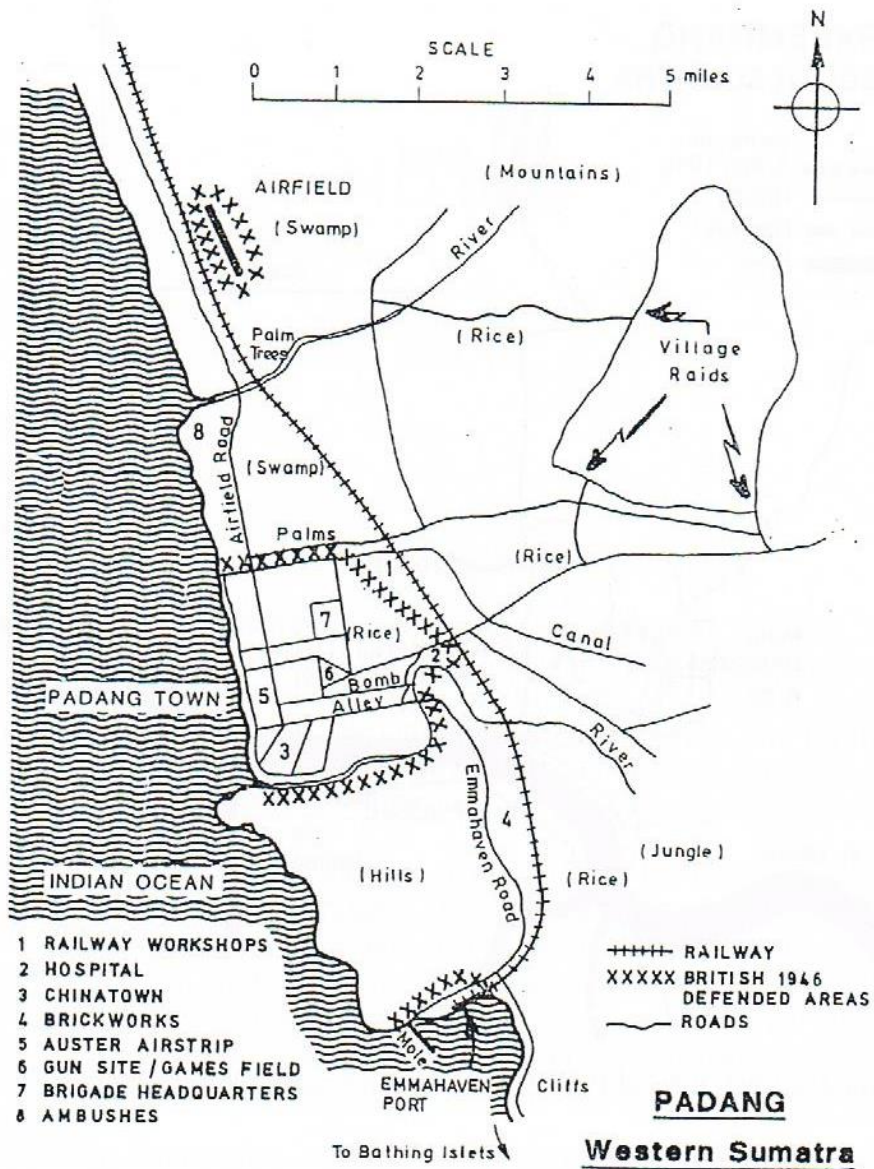 N
SCALE
0 1 2 3 4 5 miles
(Mountains)
AIRFIELD
(Swamp)
River
Palm
Trees
(Rice)
Village
Raids
8
Airfield Road
(Swamp)
Palms
1
(Rice)
7
(Rice)
Canal
2
6
Bomb
Alley
5
PADANG TOWN
River
3
Emmahaven Road
4
(Jungle)
INDIAN OCEAN
(Hills)
(Rice)
1 RAILWAY WORKSHOPS
2 HOSPITAL
3 CHINATOWN
4 BRICKWORKS
5 AUSTER AIRSTRIP
6 GUN SITE / GAMES FIELD
7 BRIGADE HEADQUARTERS
8 AMBUSHES
RAILWAY
XXXXX BRITISH 1946
DEFENDED AREAS
ROADS
Mole
EMMAHAVEN
PORT
Cliffs
To Bathing Islets
PADANG
Western Sumatra